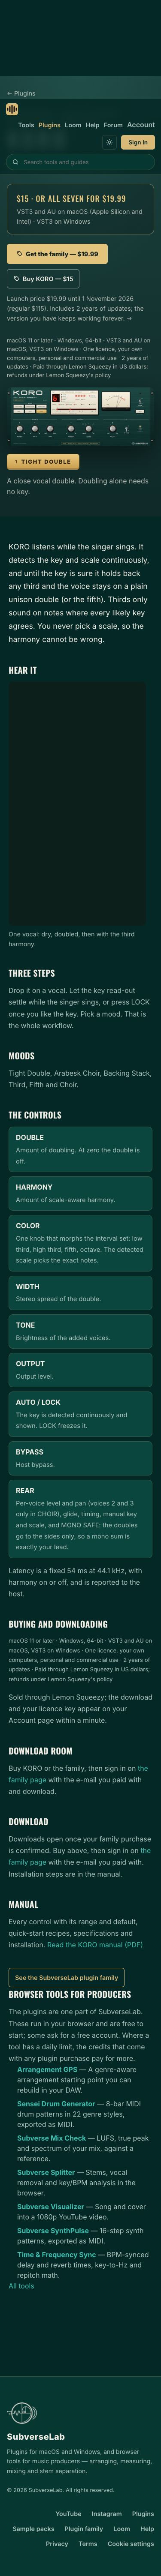 ← Plugins
Tools Plugins Loom Help Forum Account
Sign In
Search tools and guides
$15 · OR ALL SEVEN FOR $19.99
VST3 and AU on macOS (Apple Silicon and
Intel) · VST3 on Windows
Get the family — $19.99
Buy KORO — $15
Launch price $19.99 until 1 November 2026
(regular $115). Includes 2 years of updates; the
version you have keeps working forever. →
macOS 11 or later · Windows, 64-bit · VST3 and AU on
macOS, VST3 on Windows · One licence, your own
computers, personal and commercial use · 2 years of
updates · Paid through Lemon Squeezy in US dollars;
refunds under Lemon Squeezy's policy
KORO
1 TIGHT DOUBLE
A close vocal double. Doubling alone needs
no key.
KORO listens while the singer sings. It
detects the key and scale continuously,
and until the key is sure it holds back
any third and the voice stays on a plain
unison double (or the fifth). Thirds only
sound on notes where every likely key
agrees. You never pick a scale, so the
harmony cannot be wrong.
HEAR IT
One vocal: dry, doubled, then with the third
harmony.
THREE STEPS
Drop it on a vocal. Let the key read-out
settle while the singer sings, or press LOCK
once you like the key. Pick a mood. That is
the whole workflow.
MOODS
Tight Double, Arabesk Choir, Backing Stack,
Third, Fifth and Choir.
THE CONTROLS
DOUBLE
Amount of doubling. At zero the double is
off.
HARMONY
Amount of scale-aware harmony.
COLOR
One knob that morphs the interval set: low
third, high third, fifth, octave. The detected
scale picks the exact notes.
WIDTH
Stereo spread of the double.
TONE
Brightness of the added voices.
OUTPUT
Output level.
AUTO / LOCK
The key is detected continuously and
shown. LOCK freezes it.
BYPASS
Host bypass.
REAR
Per-voice level and pan (voices 2 and 3
only in CHOIR), glide, timing, manual key
and scale, and MONO SAFE: the doubles
go to the sides only, so a mono sum is
exactly your lead.
Latency is a fixed 54 ms at 44.1 kHz, with
harmony on or off, and is reported to the
host.
BUYING AND DOWNLOADING
macOS 11 or later · Windows, 64-bit · VST3 and AU on
macOS, VST3 on Windows · One licence, your own
computers, personal and commercial use · 2 years of
updates · Paid through Lemon Squeezy in US dollars;
refunds under Lemon Squeezy's policy
Sold through Lemon Squeezy; the download
and your licence key appear on your
Account page within a minute.
DOWNLOAD ROOM
Buy KORO or the family, then sign in on the
family page with the e-mail you paid with
and download.
DOWNLOAD
Downloads open once your family purchase
is confirmed. Buy above, then sign in on the
family page with the e-mail you paid with.
Installation steps are in the manual.
MANUAL
Every control with its range and default,
quick-start recipes, specifications and
installation. Read the KORO manual (PDF)
See the SubverseLab plugin family
BROWSER TOOLS FOR PRODUCERS
The plugins are one part of SubverseLab.
These run in your browser and are free to
start; some ask for a free account. Where a
tool has a daily limit, the credits that come
with any plugin purchase pay for more.
Arrangement GPS — A genre-aware
arrangement starting point you can
rebuild in your DAW.
Sensei Drum Generator — 8-bar MIDI
drum patterns in 22 genre styles,
exported as MIDI.
Subverse Mix Check — LUFS, true peak
and spectrum of your mix, against a
reference.
Subverse Splitter — Stems, vocal
removal and key/BPM analysis in the
browser.
Subverse Visualizer — Song and cover
into a 1080p YouTube video.
Subverse SynthPulse — 16-step synth
patterns, exported as MIDI.
Time & Frequency Sync — BPM-synced
delay and reverb times, key-to-Hz and
repitch math.
All tools
SubverseLab
Plugins for macOS and Windows, and browser
tools for music producers — arranging, measuring,
mixing and stem separation.
© 2026 SubverseLab. All rights reserved.
YouTube Instagram Plugins
Sample packs Plugin family Loom Help
Privacy Terms Cookie settings